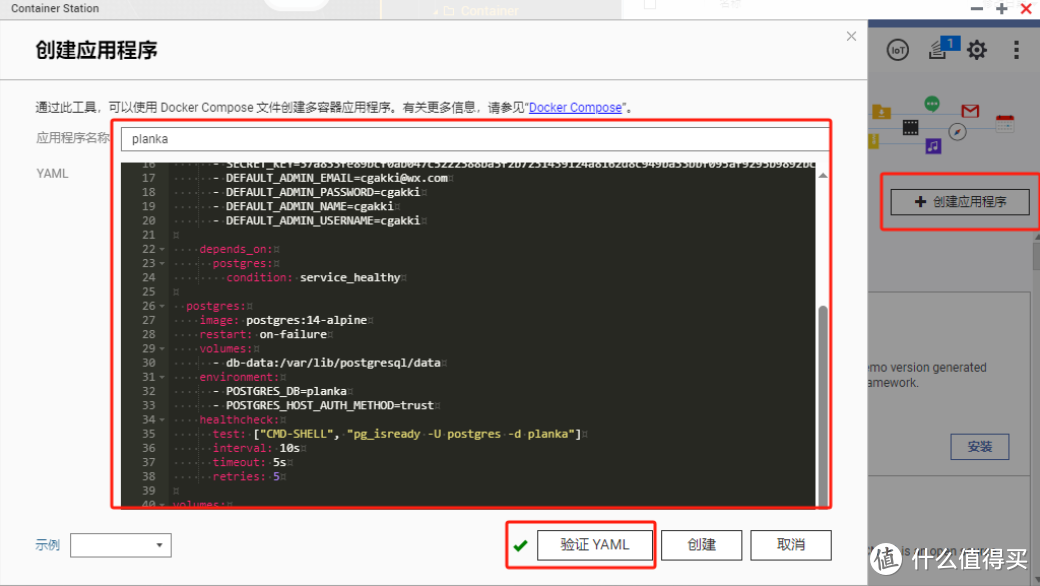 Container Station
Container
创建应用程序
通过此工具，可以使用 Docker Compose 文件创建多容器应用程序。有关更多信息，请参见“Docker Compose”。
应用程序名称
planka
YAML
16
17 - DEFAULT_ADMIN_EMAIL=cgakki@wx.com
18 - DEFAULT_ADMIN_PASSWORD=cgakki
19 - DEFAULT_ADMIN_NAME=cgakki
20 - DEFAULT_ADMIN_USERNAME=cgakki
21
22 depends_on:
23 postgres:
24 condition: service_healthy
25
26 postgres:
27 image: postgres:14-alpine
28 restart: on-failure
29 volumes:
30 - db-data:/var/lib/postgresql/data
31 environment:
32 - POSTGRES_DB=planka
33 - POSTGRES_HOST_AUTH_METHOD=trust
34 healthcheck:
35 test: ["CMD-SHELL", "pg_isready -U postgres -d planka"]
36 interval: 10s
37 timeout: 5s
38 retries: 5
39
40 volumes:
示例
验证 YAML
创建
取消
IoT
1
+ 创建应用程序
emo version generated
amework.
安装
值 什么值得买